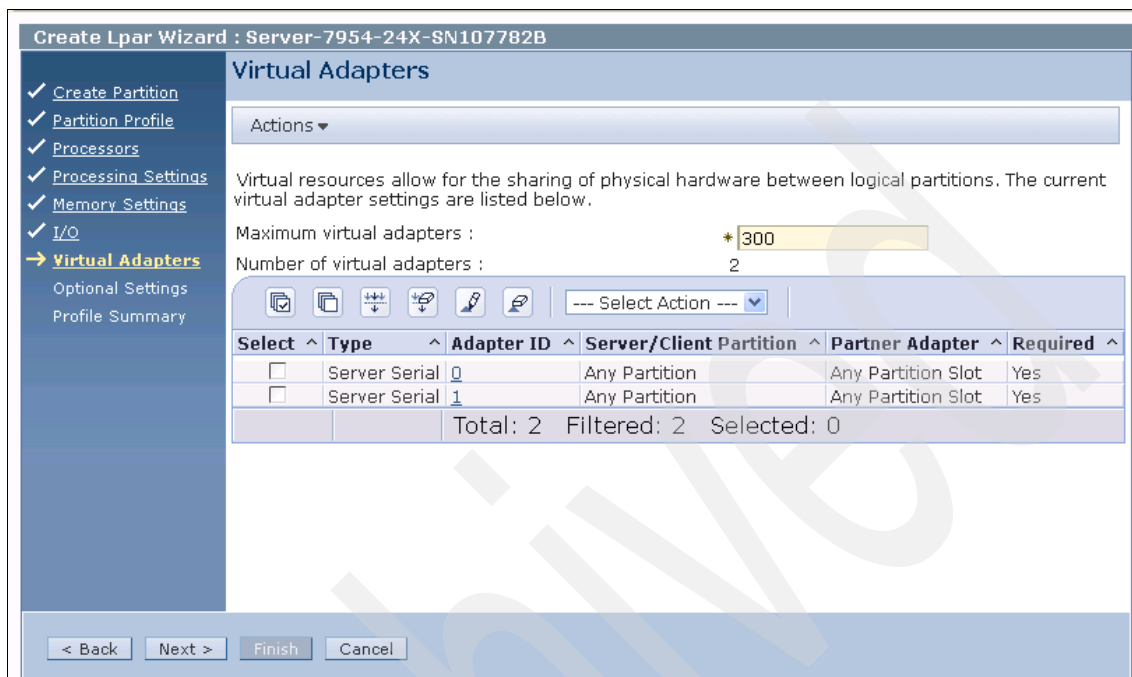 Create Lpar Wizard : Server-7954-24X-SN107782B
Create Partition
Partition Profile
Processors
Processing Settings
Memory Settings
I/O
Virtual Adapters
Optional Settings
Profile Summary
Virtual Adapters
Actions
Virtual resources allow for the sharing of physical hardware between logical partitions. The current
virtual adapter settings are listed below.
Maximum virtual adapters : * 300
Number of virtual adapters : 2
--- Select Action ---
Select ^ Type ^ Adapter ID ^ Server/Client Partition ^ Partner Adapter ^ Required ^
Server Serial 0 Any Partition Any Partition Slot Yes
Server Serial 1 Any Partition Any Partition Slot Yes
Total: 2 Filtered: 2 Selected: 0
< Back Next > Finish Cancel